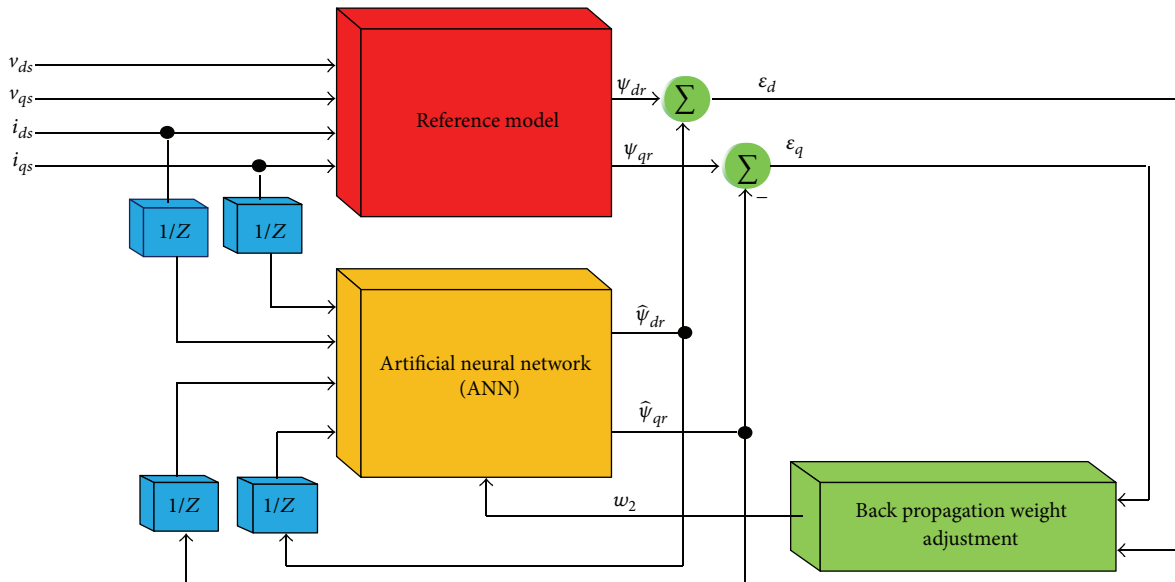 v_ds
v_qs
i_ds
i_qs
Reference model
ψ_dr
ψ_qr
∑
∑
−
ε_d
ε_q
1/Z
1/Z
Artificial neural network
(ANN)
ψ̂_dr
ψ̂_qr
1/Z
1/Z
w_2
Back propagation weight
adjustment